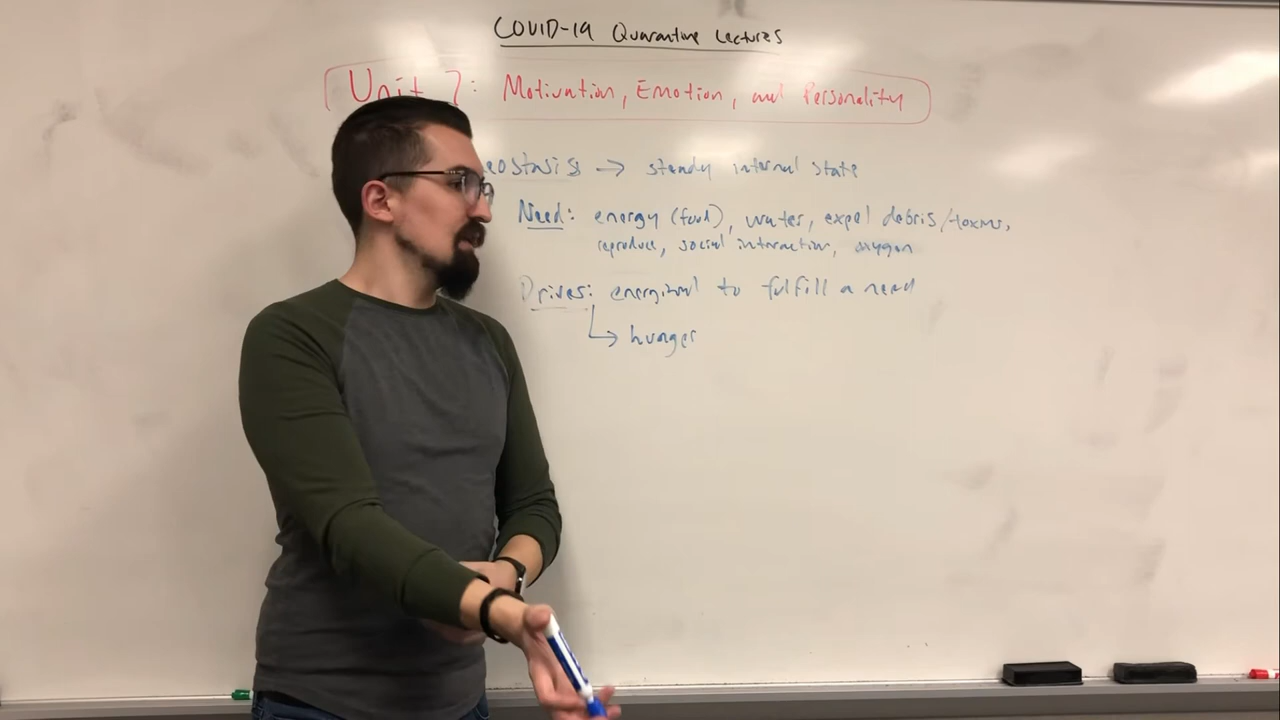 COVID-19 Quarantine Lectures
Unit 7: Motivation, Emotion, and Personality
eostasis → steady internal state
Need: energy (food), water, expel debris/toxins,
reproduce, social interaction, oxygen
Drives: energized to fulfill a need
↳ hunger